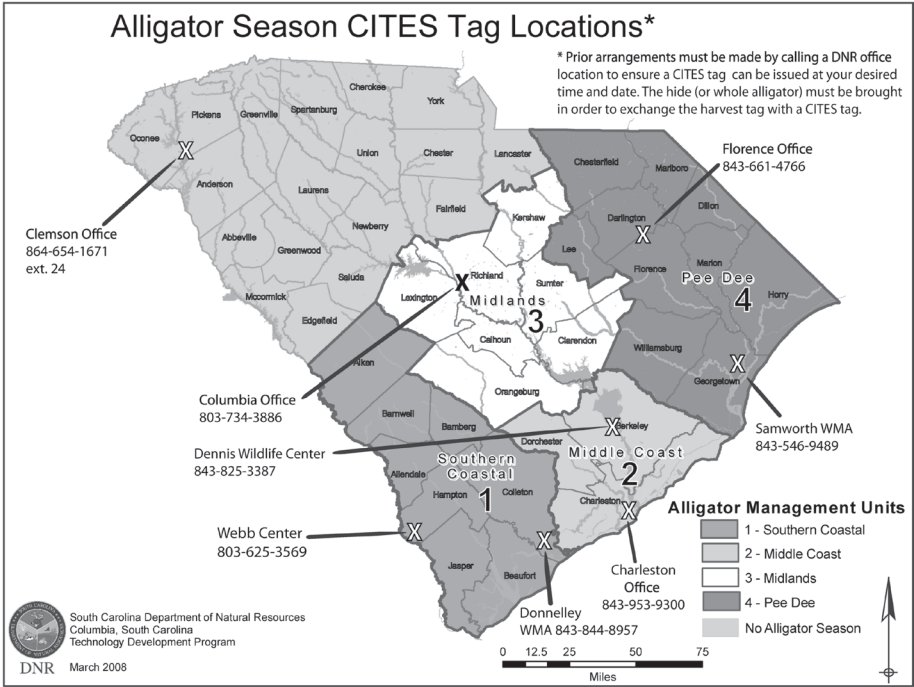 Alligator Season CITES Tag Locations*
* Prior arrangements must be made by calling a DNR office
location to ensure a CITES tag can be issued at your desired
time and date. The hide (or whole alligator) must be brought
in order to exchange the harvest tag with a CITES tag.
Cherokee
York
Pickens
Greenville
Spartanburg
Oconee
X
Union
Chester
Lancaster
Chesterfield
Marlboro
Florence Office
843-661-4766
Anderson
Laurens
Fairfield
Kershaw
Darlington
Dillon
X
Clemson Office
864-654-1671
ext. 24
Abbeville
Greenwood
Newberry
Lee
Marion
Florence
Pee Dee
4
Horry
Saluda
Richland
X
Lexington
Midlands
3
Sumter
Mccormick
Edgefield
Calhoun
Clarendon
Williamsburg
X
Georgetown
Aiken
Orangeburg
Columbia Office
803-734-3886
Barnwell
Bamberg
X
Berkeley
Samworth WMA
843-546-9489
Dennis Wildlife Center
843-825-3387
Dorchester
Middle Coast
2
Southern
Coastal
1
Allendale
Hampton
Colleton
Charleston
X
Webb Center
803-625-3569
X
X
Jasper
Beaufort
Charleston
Office
843-953-9300
Donnelley
WMA 843-844-8957
Alligator Management Units
1 - Southern Coastal
2 - Middle Coast
3 - Midlands
4 - Pee Dee
No Alligator Season
South Carolina Department of Natural Resources
Columbia, South Carolina
Technology Development Program
DNR
March 2008
0 12.5 25 50 75
Miles